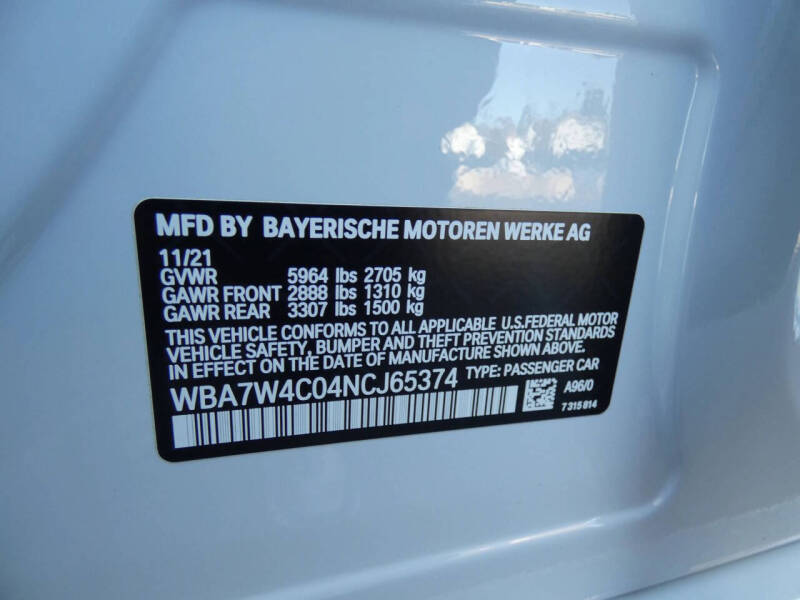 MFD BY BAYERISCHE MOTOREN WERKE AG
11/21
GVWR 5964 lbs 2705 kg
GAWR FRONT 2888 lbs 1310 kg
GAWR REAR 3307 lbs 1500 kg
THIS VEHICLE CONFORMS TO ALL APPLICABLE U.S.FEDERAL MOTOR
VEHICLE SAFETY, BUMPER, AND THEFT PREVENTION STANDARDS
IN EFFECT ON THE DATE OF MANUFACTURE SHOWN ABOVE.
WBA7W4C04NCJ65374 TYPE: PASSENGER CAR
A96/0
7315814